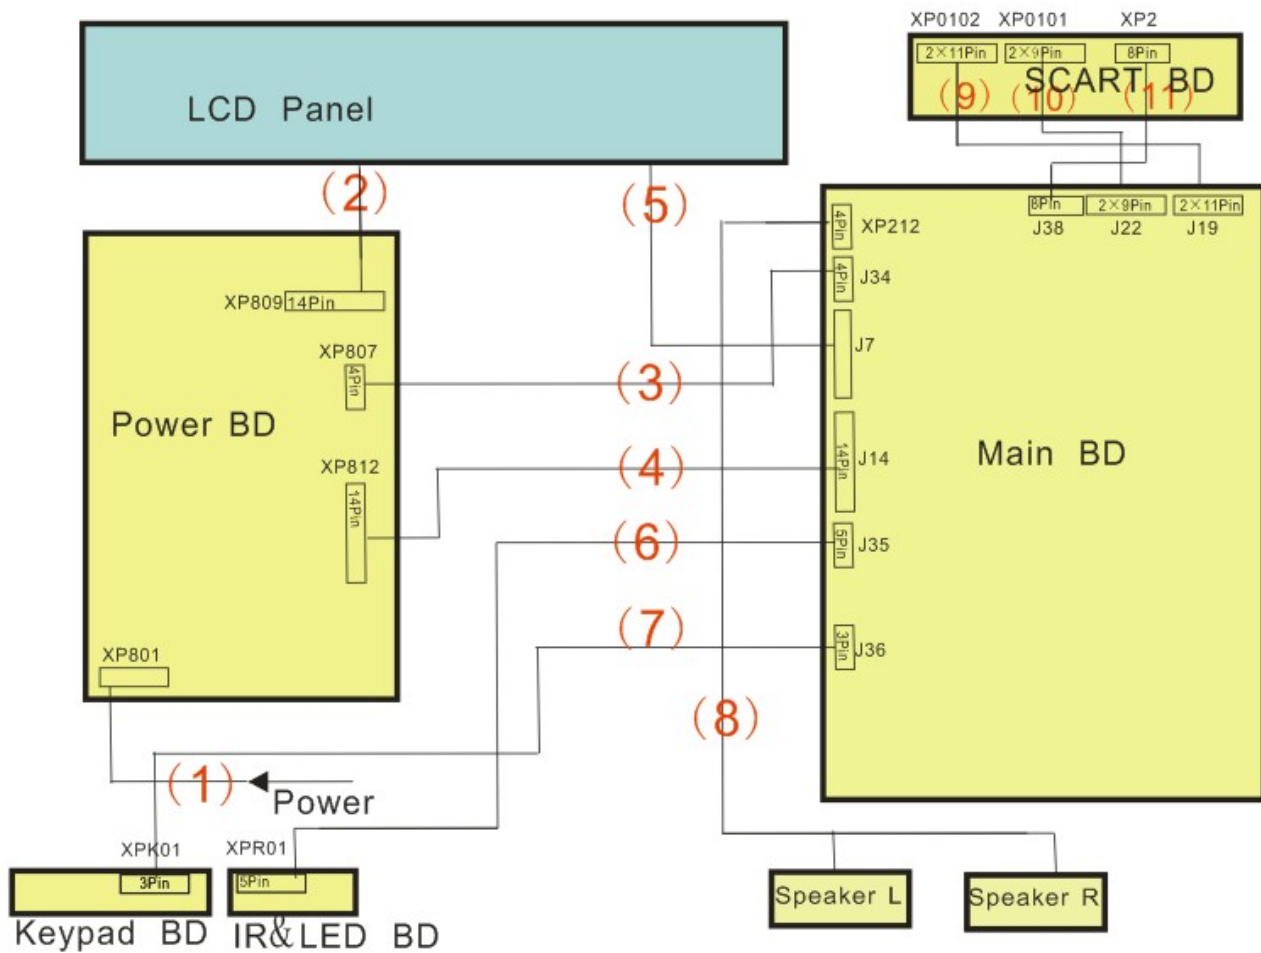 XP0102 XP0101 XP2
2×11Pin 2×9Pin 8Pin
SCART BD
(9) (10) (11)
LCD Panel
(2) (5)
8Pin 2×9Pin 2×11Pin
J38 J22 J19
4Pin XP212
4Pin J34
XP809 14Pin
J7
XP807
4Pin
(3)
Power BD
Main BD
XP812
14Pin
(4)
14Pin J14
(6)
5Pin J35
(7)
3Pin J36
XP801
(8)
(1)
Power
XPK01 XPR01
3Pin 5Pin
Speaker L Speaker R
Keypad BD IR&LED BD